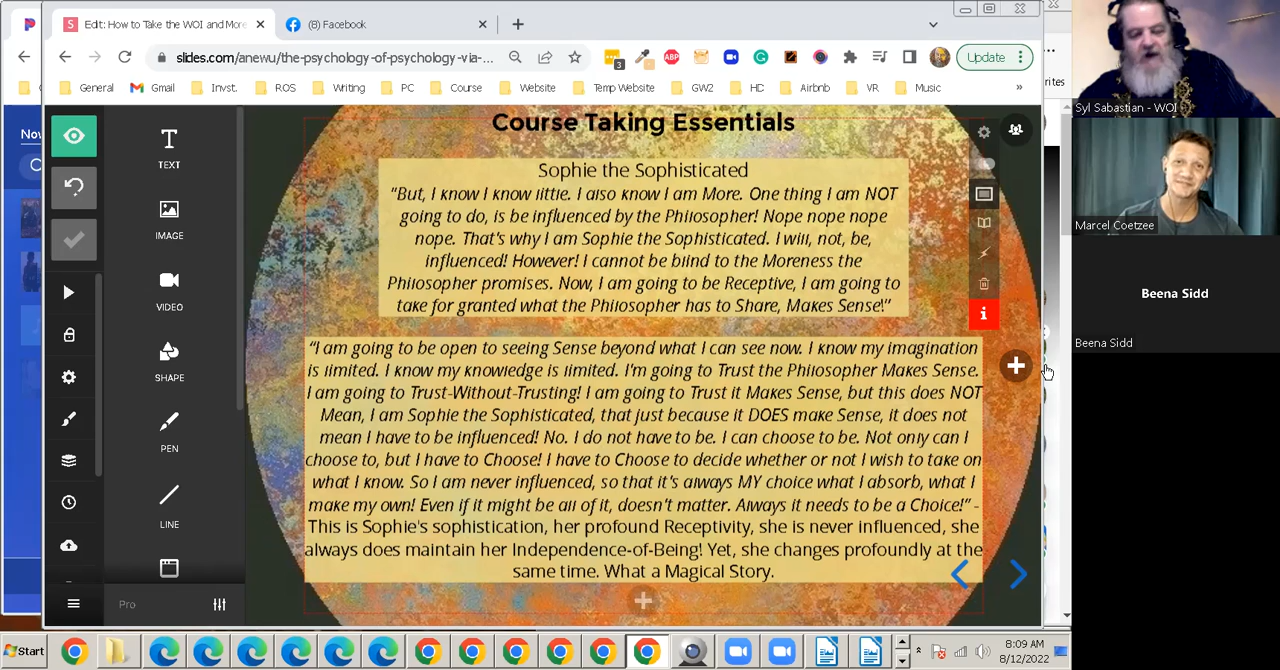 Edit: How to Take the WOI and More
(8) Facebook
slides.com/anewu/the-psychology-of-psychology-via-...
3
ABP
Update
General
Gmail
Invst.
ROS
Writing
PC
Course
Website
Temp Website
GW2
HC
Airbnb
VR
Music
»
TEXT
IMAGE
VIDEO
SHAPE
PEN
LINE
Pro
Course Taking Essentials
Sophie the Sophisticated
"But, I know I know little. I also know I am More. One thing I am NOT
going to do, is be influenced by the Philosopher! Nope nope nope
nope. That's why I am Sophie the Sophisticated. I will, not, be,
influenced! However! I cannot be blind to the Moreness the
Philosopher promises. Now, I am going to be Receptive, I am going to
take for granted what the Philosopher has to Share, Makes Sense!"
"I am going to be open to seeing Sense beyond what I can see now. I know my imagination
is limited. I know my knowledge is limited. I'm going to Trust the Philosopher Makes Sense.
I am going to Trust-Without-Trusting! I am going to Trust it Makes Sense, but this does NOT
Mean, I am Sophie the Sophisticated, that just because it DOES make Sense, it does not
mean I have to be influenced! No. I do not have to be. I can choose to be. Not only can I
choose to, but I have to Choose! I have to Choose to decide whether or not I wish to take on
what I know. So I am never influenced, so that it's always MY choice what I absorb, what I
make my own! Even if it might be all of it, doesn't matter. Always it needs to be a Choice!" -
This is Sophie's sophistication, her profound Receptivity, she is never influenced, she
always does maintain her Independence-of-Being! Yet, she changes profoundly at the
same time. What a Magical Story.
Now
rites
Syl Sabastian - WOI
Marcel Coetzee
Beena Sidd
Beena Sidd
Start
8:09 AM
8/12/2022